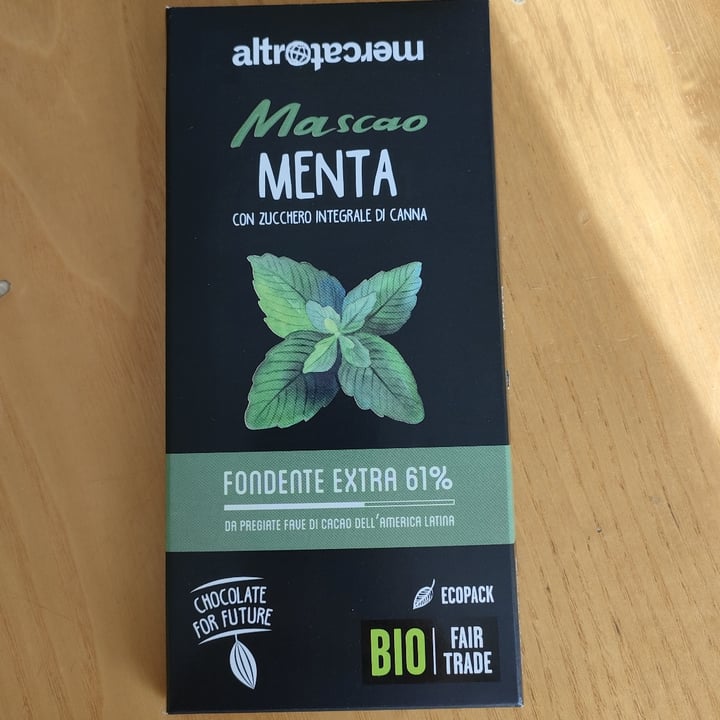 altromercato
Mascao
MENTA
CON ZUCCHERO INTEGRALE DI CANNA
FONDENTE EXTRA 61%
DA PREGIATE FAVE DI CACAO DELL'AMERICA LATINA
CHOCOLATE
FOR FUTURE
ECOPACK
BIO
FAIR
TRADE